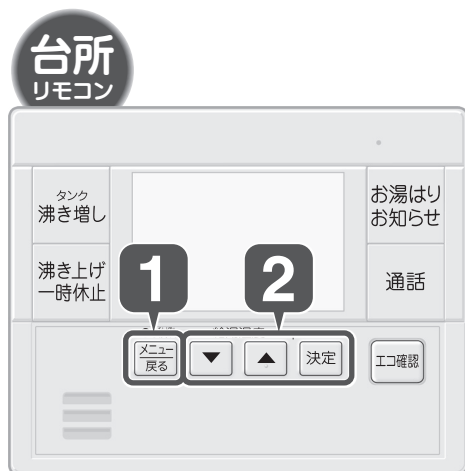 台所
リモコン
タンク
沸き増し
お湯はり
お知らせ
沸き上げ
一時休止
通話
1
2
メニュー
戻る
▼
▲
決定
エコ確認